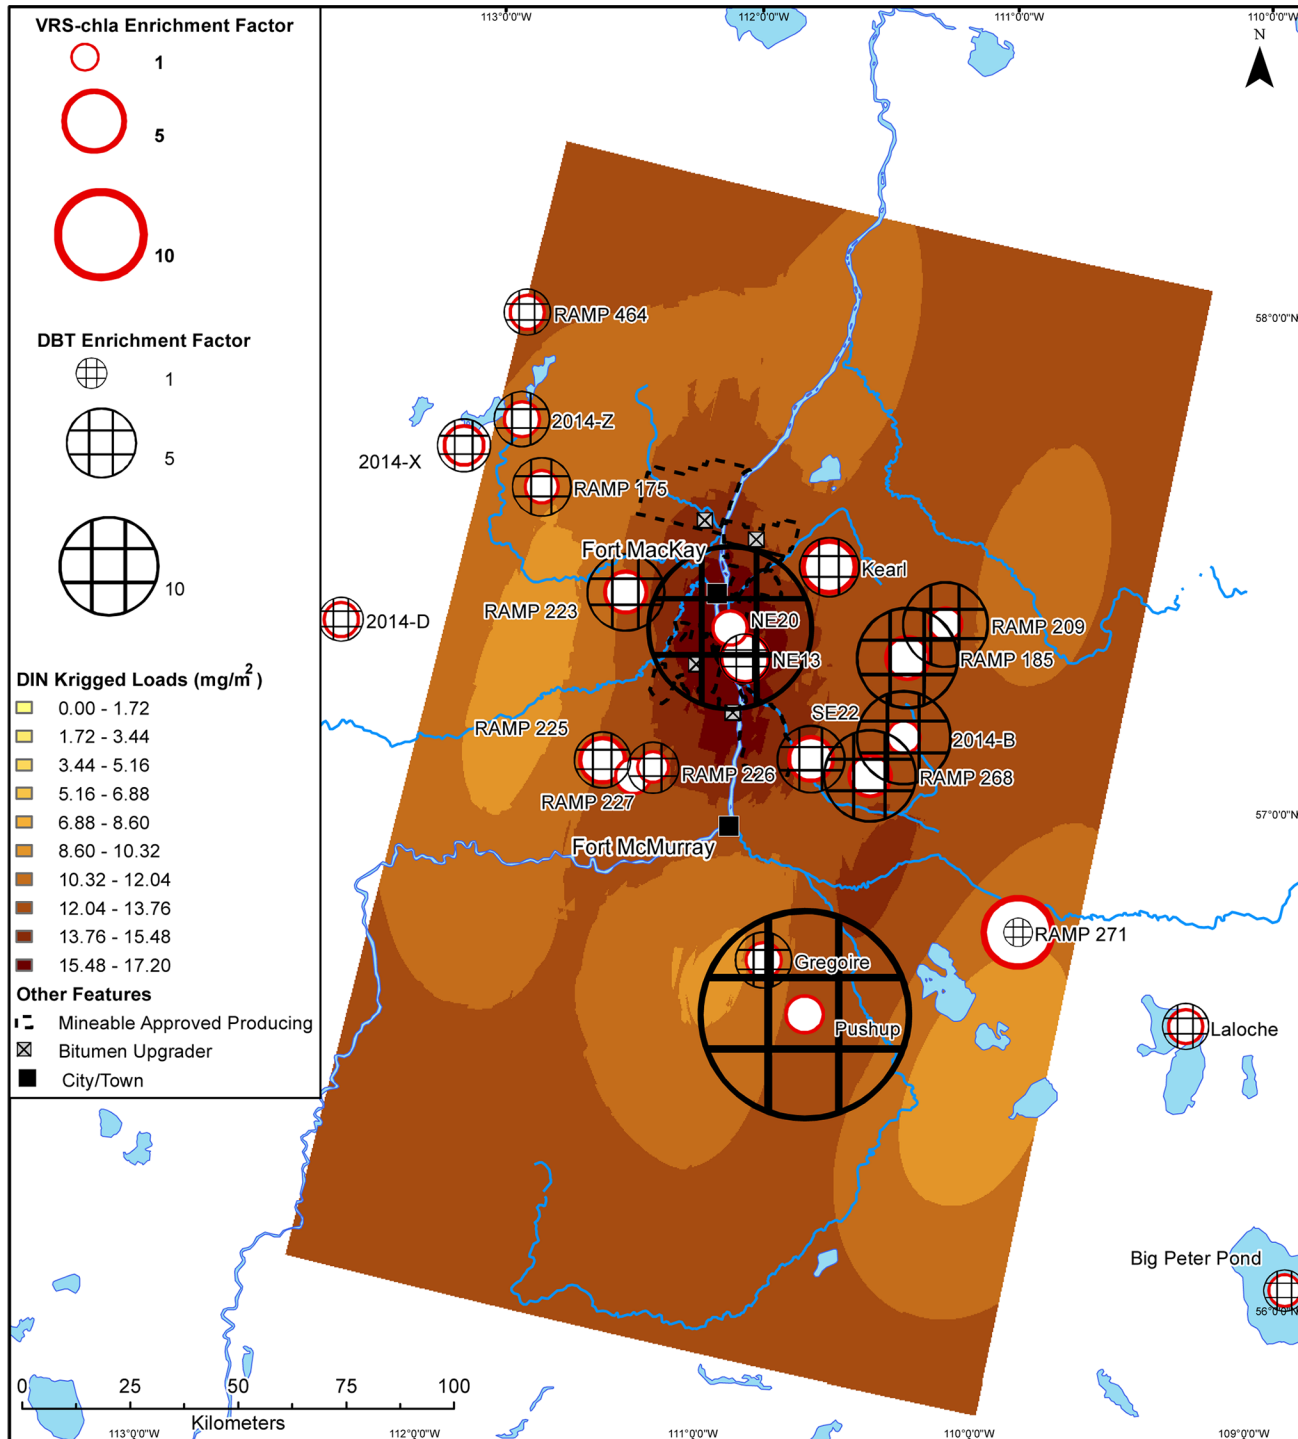 113°0'0"W
112°0'0"W
111°0'0"W
110°0'0"W
VRS-chla Enrichment Factor
1
5
10
DBT Enrichment Factor
1
5
10
DIN Krigged Loads (mg/m2)
0.00 - 1.72
1.72 - 3.44
3.44 - 5.16
5.16 - 6.88
6.88 - 8.60
8.60 - 10.32
10.32 - 12.04
12.04 - 13.76
13.76 - 15.48
15.48 - 17.20
Other Features
Mineable Approved Producing
Bitumen Upgrader
City/Town
N
58°0'0"N
RAMP 464
2014-Z
2014-X
RAMP 175
Fort MacKay
Kearl
RAMP 223
2014-D
NE20
RAMP 209
NE13
RAMP 185
SE22
RAMP 225
2014-B
RAMP 226
RAMP 268
RAMP 227
57°0'0"N
Fort McMurray
RAMP 271
Gregoire
Pushup
Laloche
Big Peter Pond
56°0'0"N
0 25 50 75 100
Kilometers
113°0'0"W
112°0'0"W
111°0'0"W
110°0'0"W
109°0'0"W